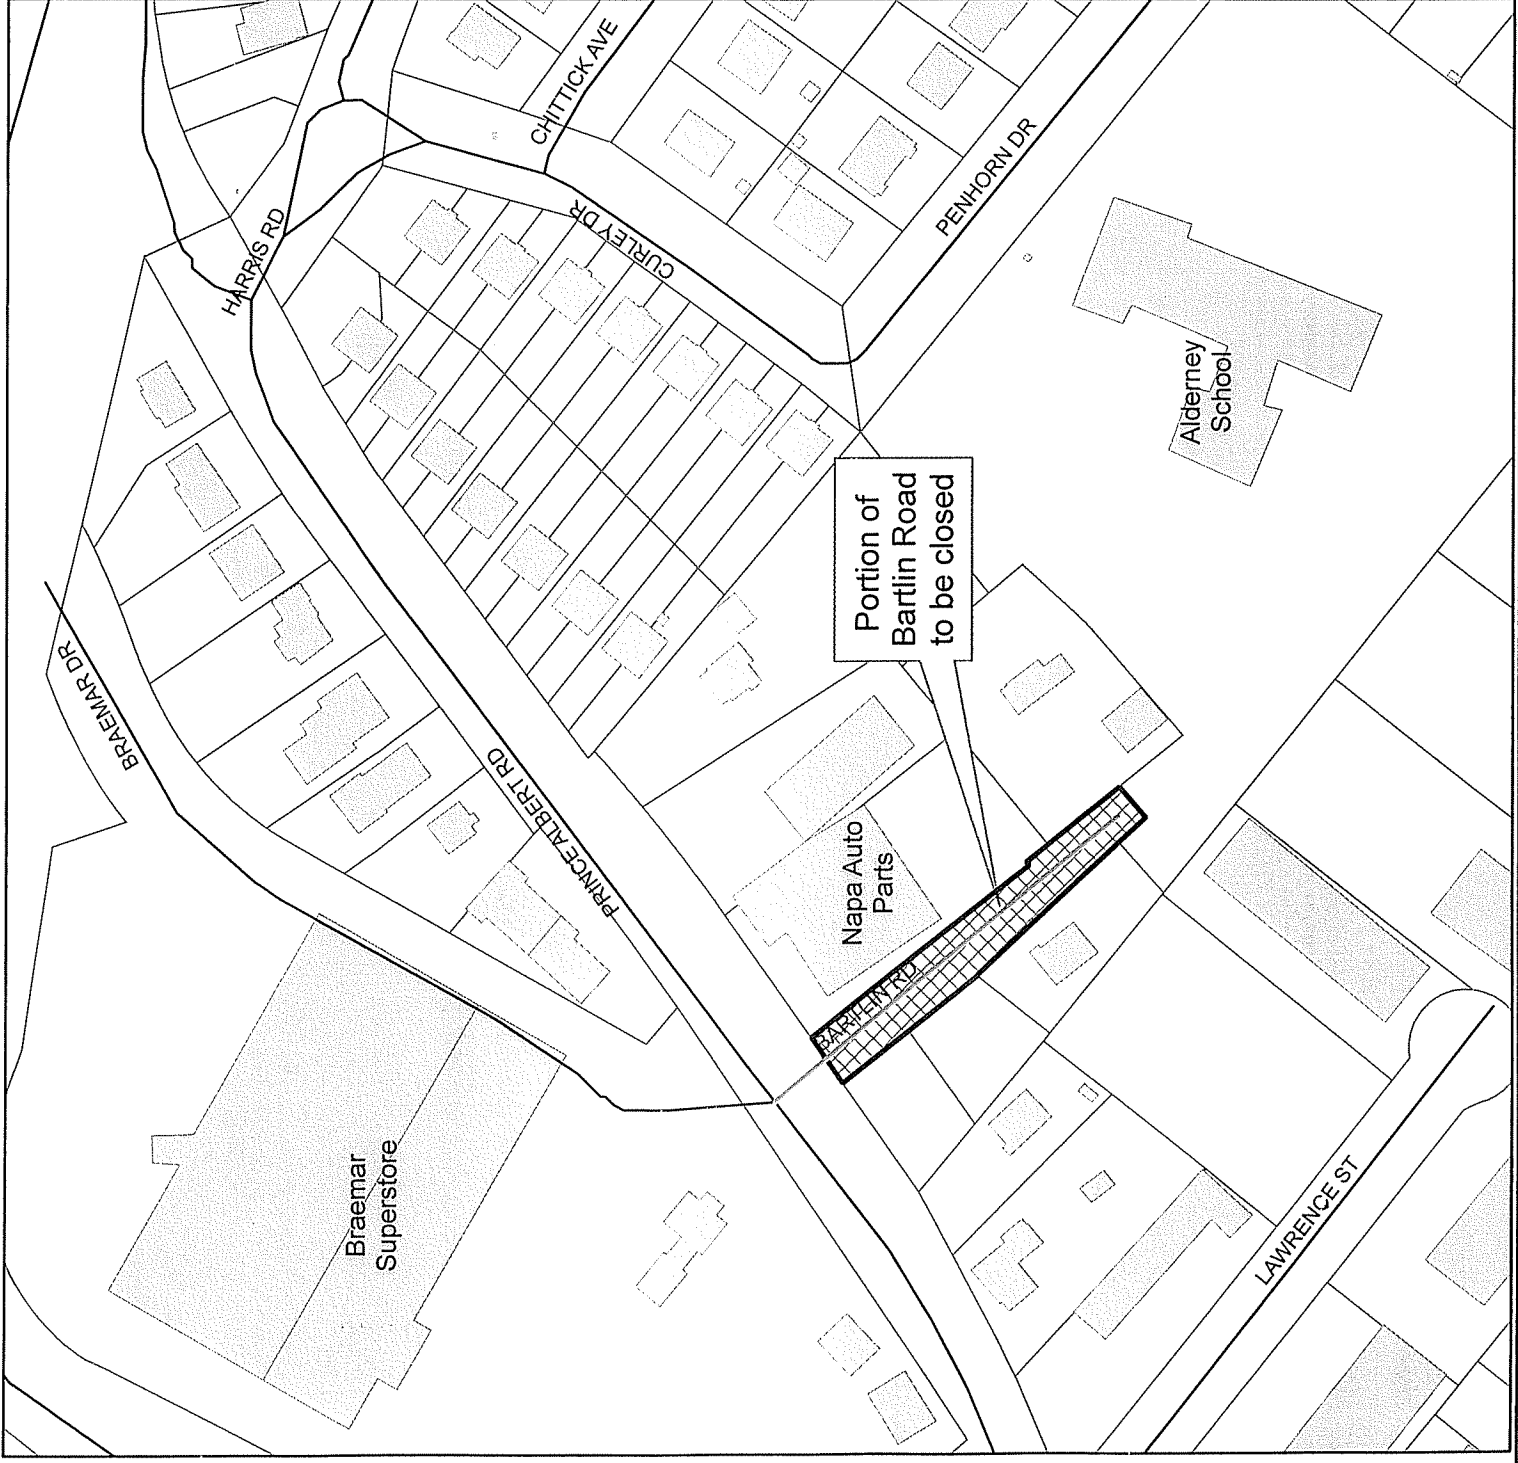 HARRIS RD
CHITTICK AVE
CURLEY DR
PENHORN DR
BRAEMAR DR
PRINCE ALBERT RD
Alderney
School
Portion of
Bartlin Road
to be closed
Napa Auto
Parts
BARTLIN RD
Braemar
Superstore
LAWRENCE ST